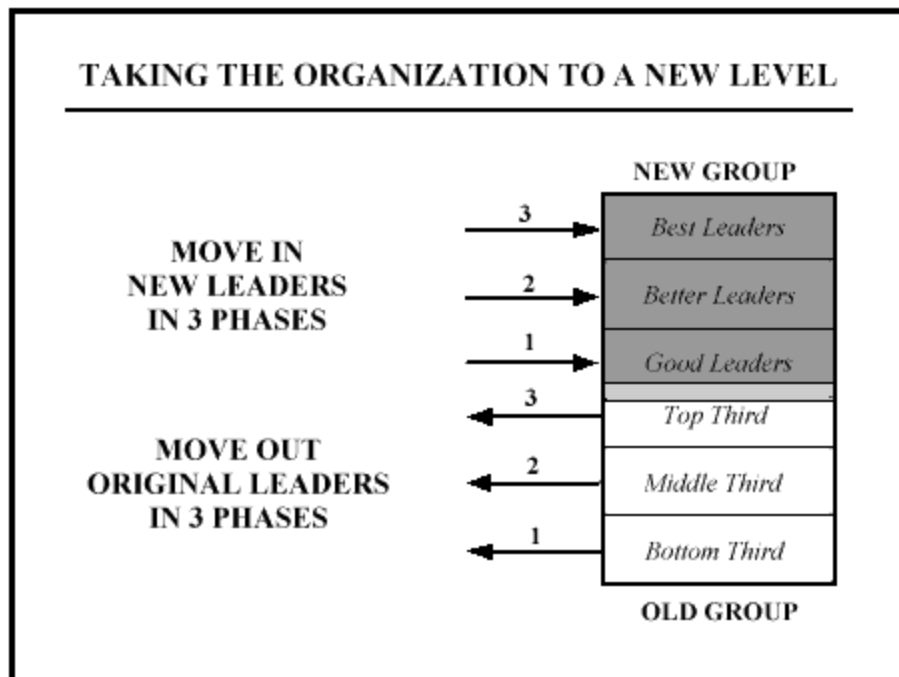 TAKING THE ORGANIZATION TO A NEW LEVEL
NEW GROUP
3
Best Leaders
MOVE IN
NEW LEADERS
IN 3 PHASES
2
Better Leaders
1
Good Leaders
3
Top Third
MOVE OUT
ORIGINAL LEADERS
IN 3 PHASES
2
Middle Third
1
Bottom Third
OLD GROUP